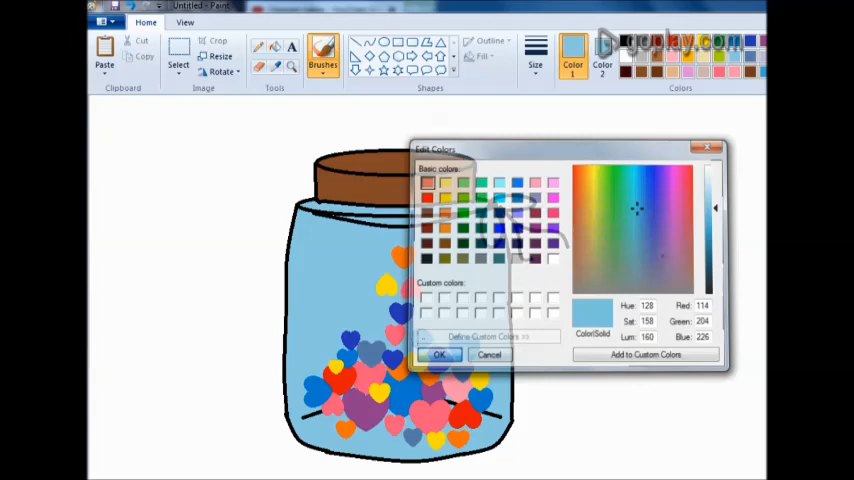 Untitled - Paint
Home View
Cut
Copy
Paste
Clipboard
Select
Crop
Resize
Rotate
Image
A
Tools
Brushes
Outline
Fill
Shapes
Size
Color 1
Color 2
Colors
goplay.com
Edit Colors
Basic colors:
Custom colors:
Define Custom Colors >>
OK Cancel
Color|Solid
Hue: 128 Red: 114
Sat: 158 Green: 204
Lum: 160 Blue: 226
Add to Custom Colors